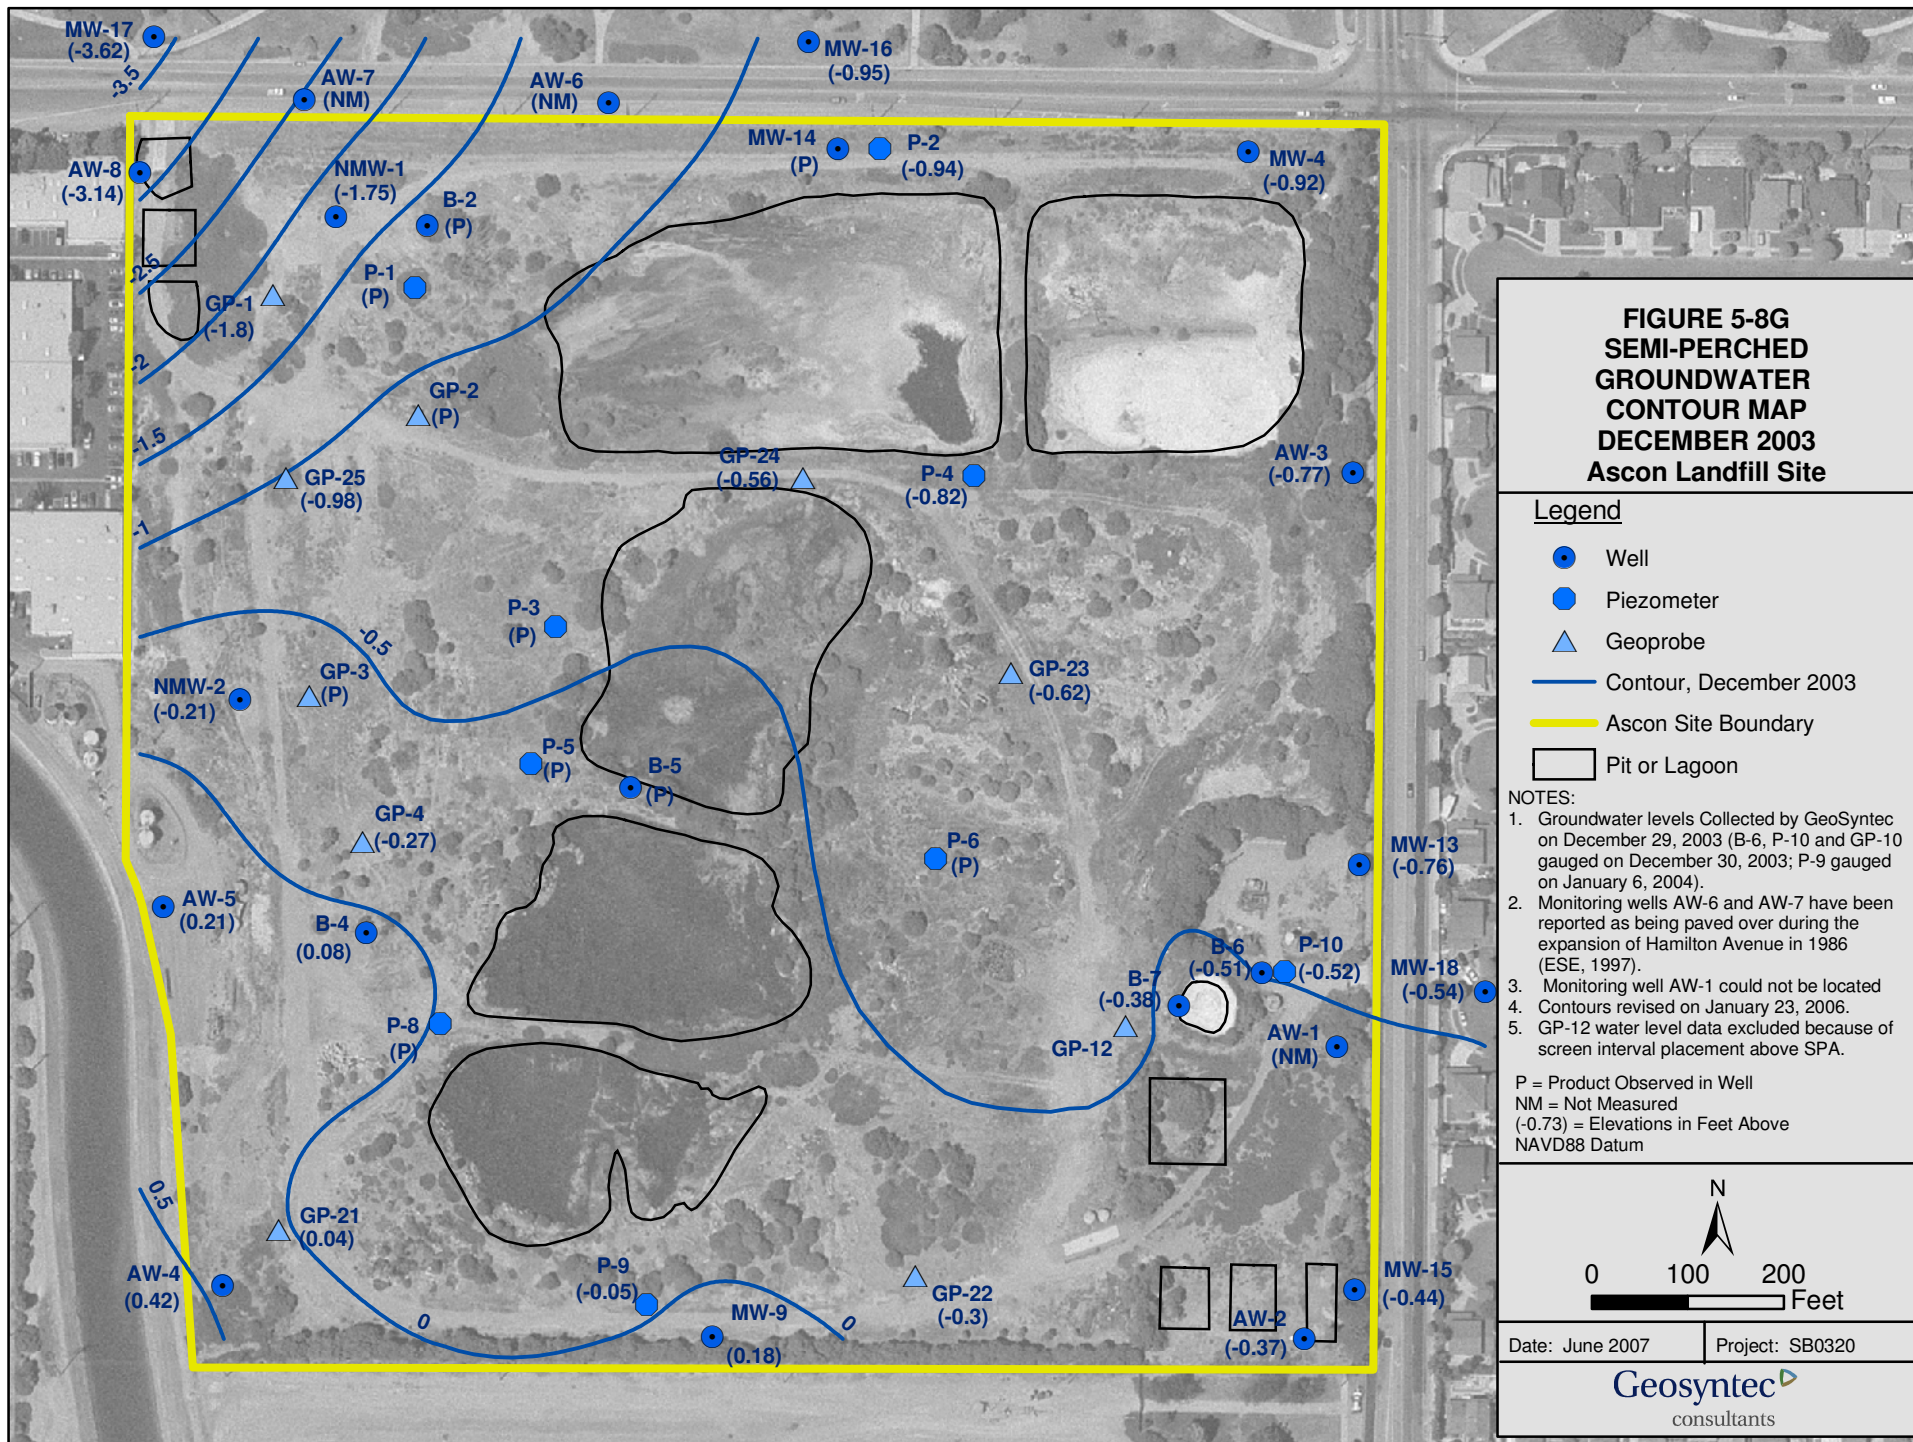 MW-17
(-3.62)
-3.5
AW-7
(NM)
AW-6
(NM)
MW-16
(-0.95)
AW-8
(-3.14)
NMW-1
(-1.75)
B-2
(P)
MW-14
(P)
P-2
(-0.94)
MW-4
(-0.92)
-2.5
GP-1
(-1.8)
P-1
(P)
-2
GP-2
(P)
-1.5
GP-25
(-0.98)
GP-24
(-0.56)
P-4
(-0.82)
AW-3
(-0.77)
-1
P-3
(P)
-0.5
NMW-2
(-0.21)
GP-3
(P)
GP-23
(-0.62)
P-5
(P)
B-5
(P)
GP-4
(-0.27)
P-6
(P)
MW-13
(-0.76)
AW-5
(0.21)
B-4
(0.08)
B-6
(-0.51)
P-10
(-0.52)
B-7
(-0.38)
MW-18
(-0.54)
P-8
(P)
GP-12
AW-1
(NM)
0.5
GP-21
(0.04)
AW-4
(0.42)
P-9
(-0.05)
MW-9
(0.18)
0
0
GP-22
(-0.3)
AW-2
(-0.37)
MW-15
(-0.44)
FIGURE 5-8G
SEMI-PERCHED
GROUNDWATER
CONTOUR MAP
DECEMBER 2003
Ascon Landfill Site
Legend
Well
Piezometer
Geoprobe
Contour, December 2003
Ascon Site Boundary
Pit or Lagoon
NOTES:
1. Groundwater levels Collected by GeoSyntec
on December 29, 2003 (B-6, P-10 and GP-10
gauged on December 30, 2003; P-9 gauged
on January 6, 2004).
2. Monitoring wells AW-6 and AW-7 have been
reported as being paved over during the
expansion of Hamilton Avenue in 1986
(ESE, 1997).
3. Monitoring well AW-1 could not be located
4. Contours revised on January 23, 2006.
5. GP-12 water level data excluded because of
screen interval placement above SPA.
P = Product Observed in Well
NM = Not Measured
(-0.73) = Elevations in Feet Above
NAVD88 Datum
N
0 100 200
Feet
Date: June 2007
Project: SB0320
Geosyntec
consultants